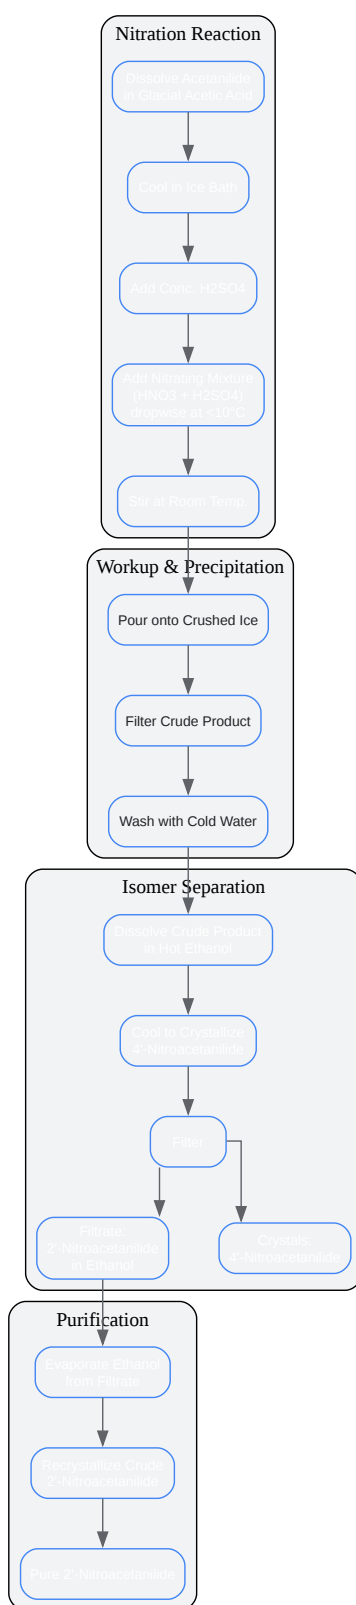 Nitration Reaction
Dissolve Acetanilide
in Glacial Acetic Acid
Cool in Ice Bath
Add Conc. H2SO4
Add Nitrating Mixture
(HNO3 + H2SO4)
dropwise at <10°C
Stir at Room Temp.
Workup & Precipitation
Pour onto Crushed Ice
Filter Crude Product
Wash with Cold Water
Isomer Separation
Dissolve Crude Product
in Hot Ethanol
Cool to Crystallize
4'-Nitroacetanilide
Filter
Filtrate:
2'-Nitroacetanilide
in Ethanol
Crystals:
4'-Nitroacetanilide
Purification
Evaporate Ethanol
from Filtrate
Recrystallize Crude
2'-Nitroacetanilide
Pure 2'-Nitroacetanilide